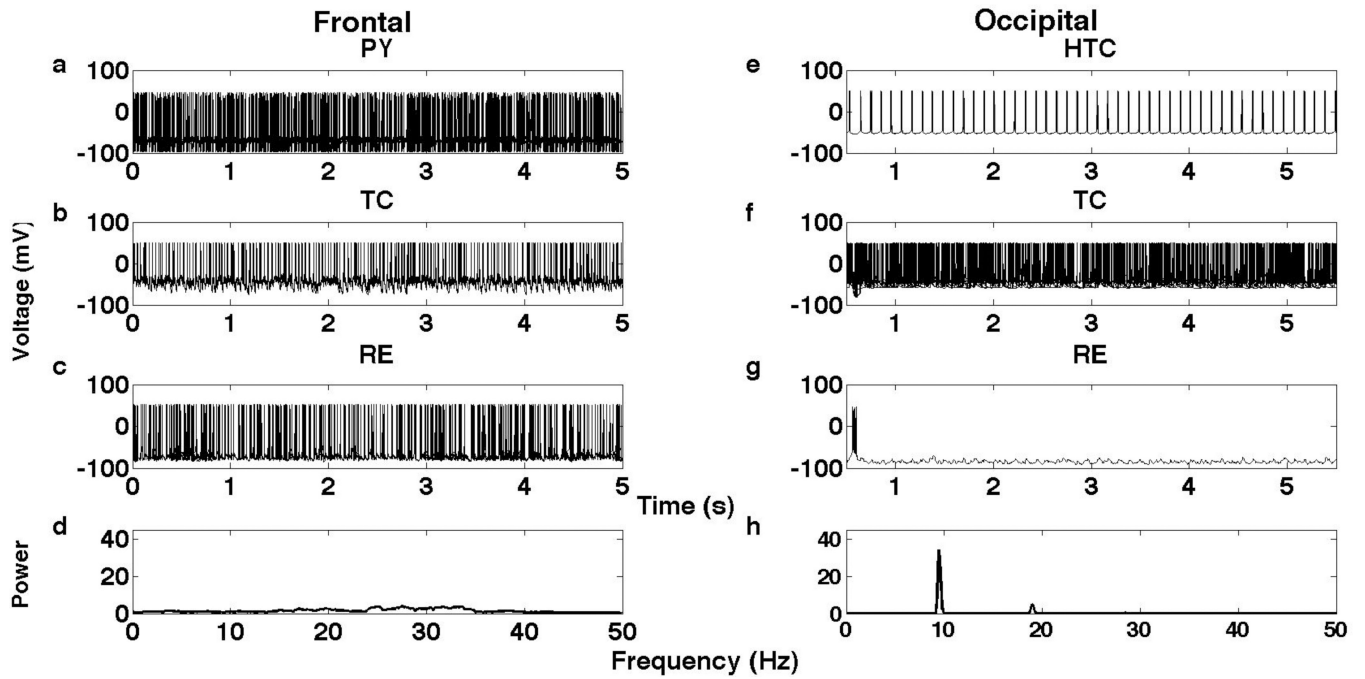 Frontal
Occipital
PY
HTC
a
100
0
-100
0 1 2 3 4 5
e
100
0
-100
1 2 3 4 5
TC
TC
b
100
0
-100
0 1 2 3 4 5
f
100
0
-100
1 2 3 4 5
Voltage (mV)
RE
RE
c
100
0
-100
0 1 2 3 4 5
g
100
0
-100
1 2 3 4 5
Time (s)
d
40
20
0
0 10 20 30 40 50
h
40
20
0
0 10 20 30 40 50
Power
Frequency (Hz)